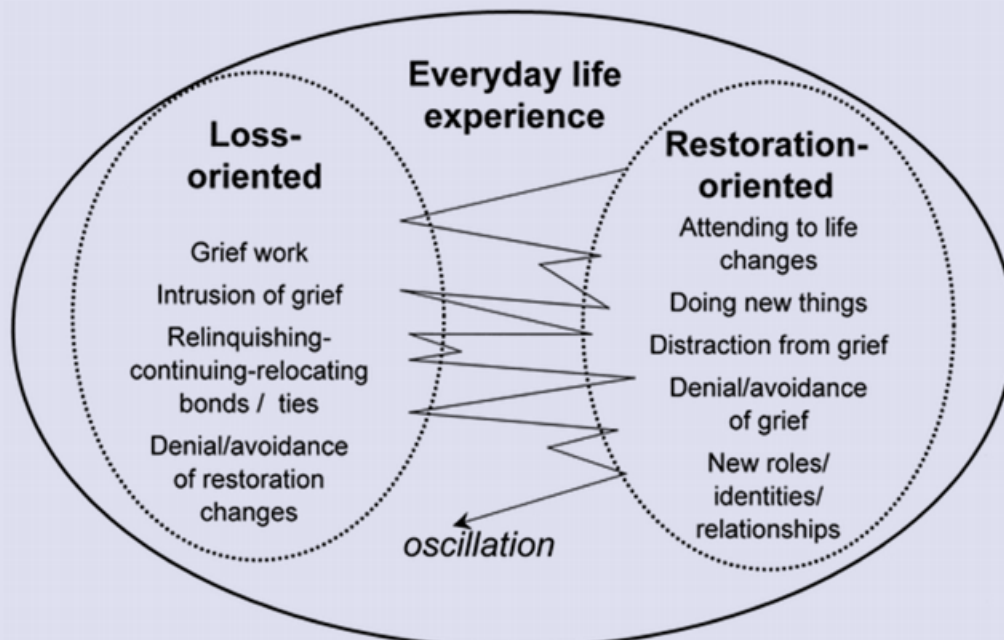 Everyday life
experience
Loss-
oriented
Grief work
Intrusion of grief
Relinquishing-
continuing-relocating
bonds / ties
Denial/avoidance
of restoration
changes
Restoration-
oriented
Attending to life
changes
Doing new things
Distraction from grief
Denial/avoidance
of grief
New roles/
identities/
relationships
oscillation